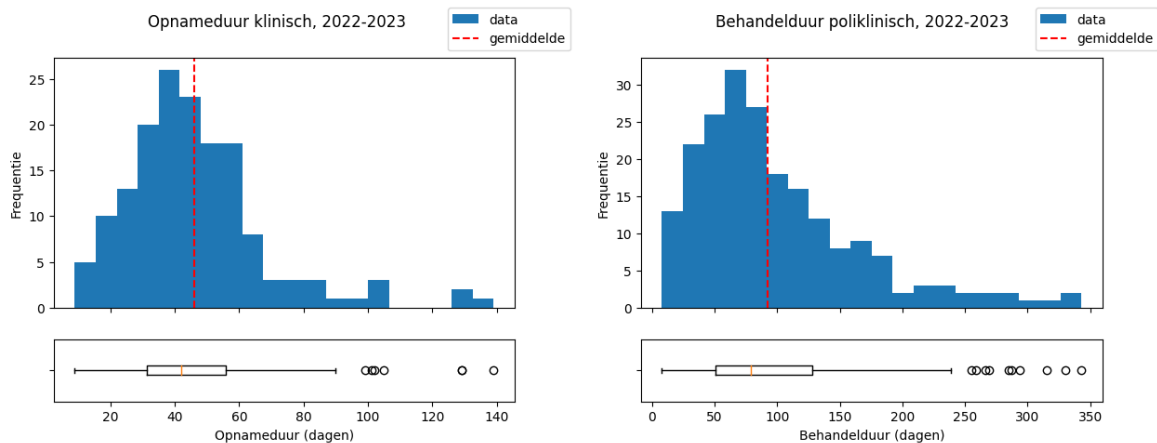 Opnameduur klinisch, 2022-2023
data
gemiddelde
Frequentie
25
20
15
10
5
0
20
40
60
80
100
120
140
Opnameduur (dagen)
Behandelduur poliklinisch, 2022-2023
data
gemiddelde
Frequentie
30
25
20
15
10
5
0
0
50
100
150
200
250
300
350
Behandelduur (dagen)